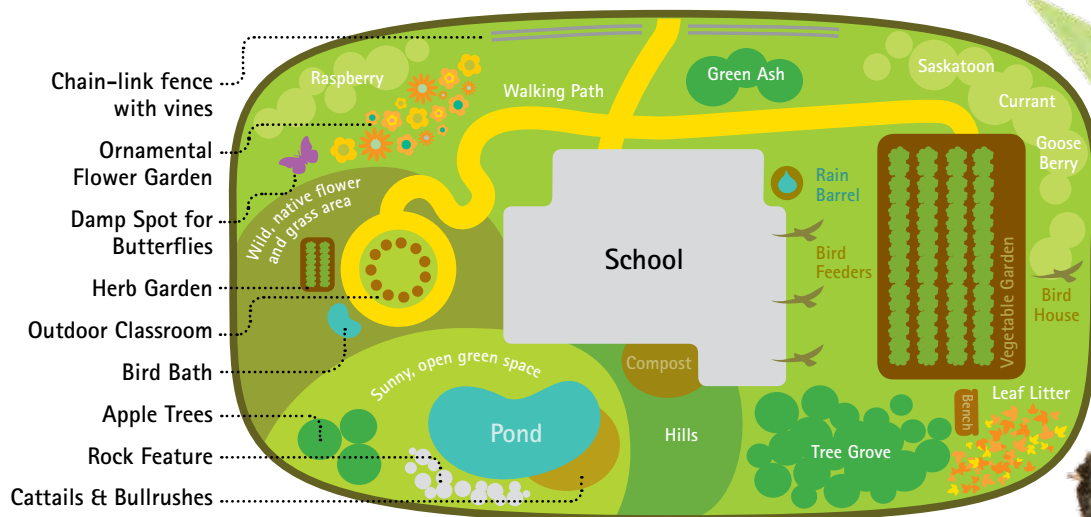 Chain-link fence
with vines
Ornamental
Flower Garden
Damp Spot for
Butterflies
Herb Garden
Outdoor Classroom
Bird Bath
Apple Trees
Rock Feature
Cattails & Bullrushes
Raspberry
Walking Path
Green Ash
Saskatoon
Currant
Goose
Berry
Wild, native flower
and grass area
School
Rain
Barrel
Bird
Feeders
Vegetable Garden
Bird
House
Sunny, open green space
Compost
Pond
Hills
Tree Grove
Bench
Leaf Litter